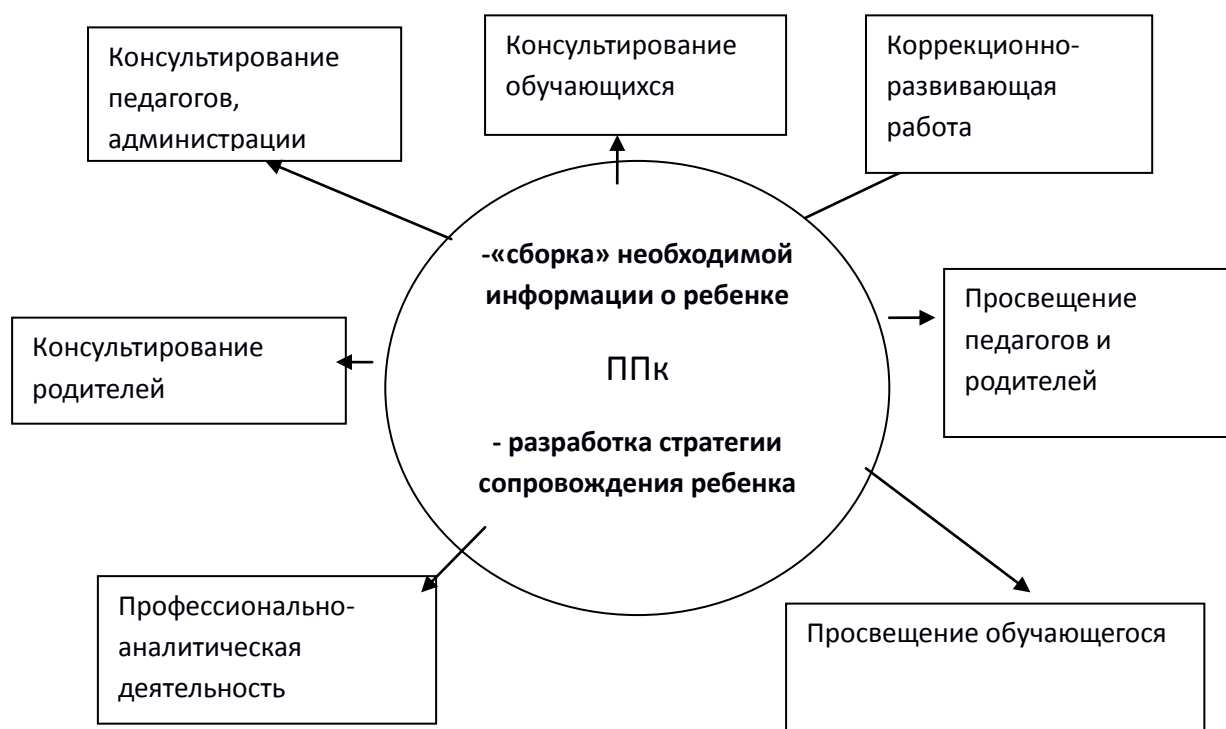 Консультирование
педагогов,
администрации
Консультирование
обучающихся
Коррекционно-
развивающая
работа
-«сборка» необходимой
информации о ребенке
ППк
- разработка стратегии
сопровождения ребенка
Консультирование
родителей
Просвещение
педагогов и
родителей
Профессионально-
аналитическая
деятельность
Просвещение обучающегося